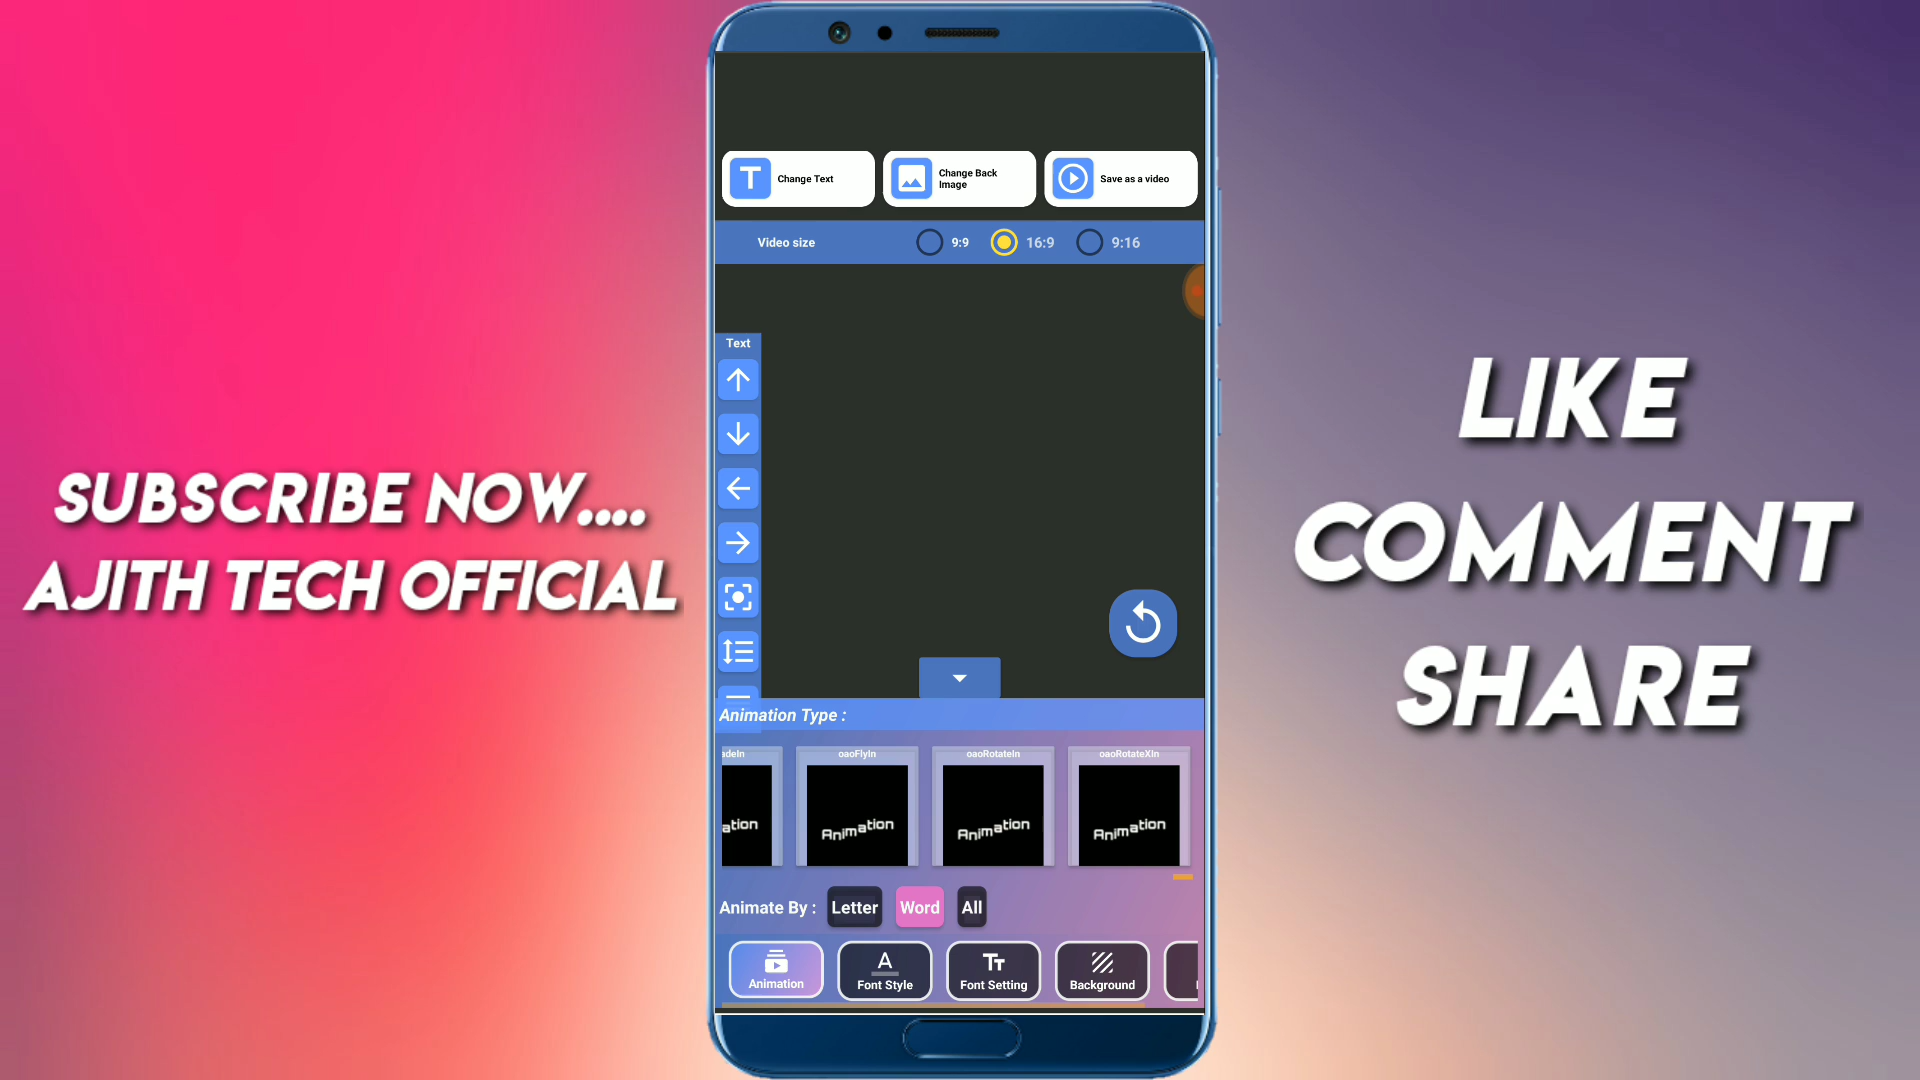 Change Text
Change Back
Image
Save as a video
Video size
9:9
16:9
9:16
Text
SUBSCRIBE NOW....
AJITH TECH OFFICIAL
LIKE
COMMENT
SHARE
Animation Type :
adeIn
oaoFlyIn
oaoRotateIn
oaoRotateXIn
ation
Animation
Animation
Animation
Animate By :
Letter
Word
All
Animation
Font Style
Font Setting
Background